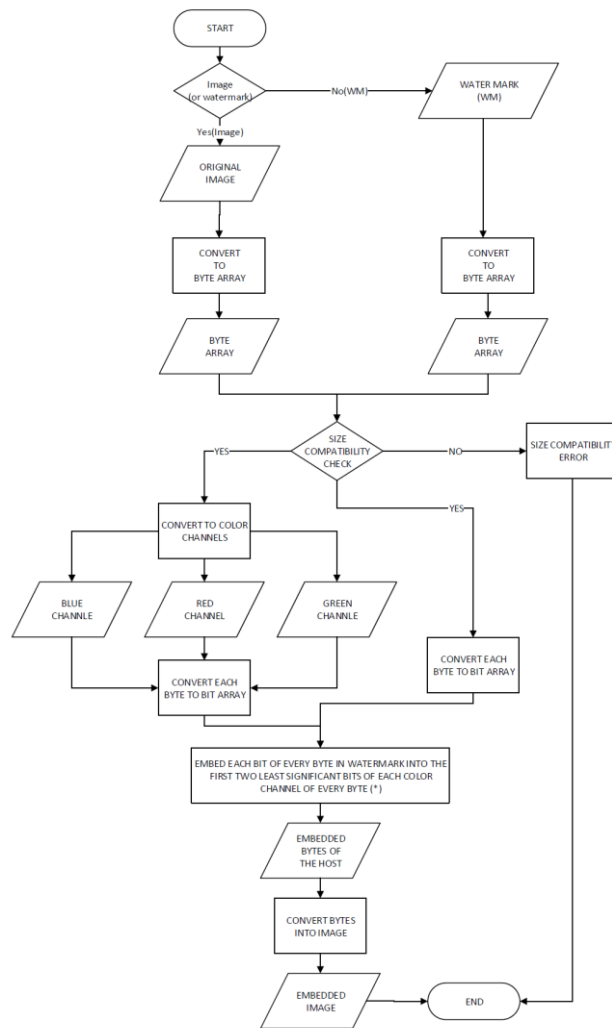 START
Image
(or watermark)
No(WM)
WATER MARK
(WM)
Yes(Image)
ORIGINAL
IMAGE
CONVERT
TO
BYTE ARRAY
CONVERT
TO
BYTE ARRAY
BYTE
ARRAY
BYTE
ARRAY
SIZE
COMPATIBILITY
CHECK
YES
NO
SIZE COMPATIBILITY
ERROR
YES
CONVERT TO COLOR
CHANNELS
BLUE
CHANNLE
RED
CHANNEL
GREEN
CHANNLE
CONVERT EACH
BYTE TO BIT ARRAY
CONVERT EACH
BYTE TO BIT ARRAY
EMBED EACH BIT OF EVERY BYTE IN WATERMARK INTO THE
FIRST TWO LEAST SIGNIFICANT BITS OF EACH COLOR
CHANNEL OF EVERY BYTE (*)
EMBEDDED
BYTES OF
THE HOST
CONVERT BYTES
INTO IMAGE
EMBEDDED
IMAGE
END